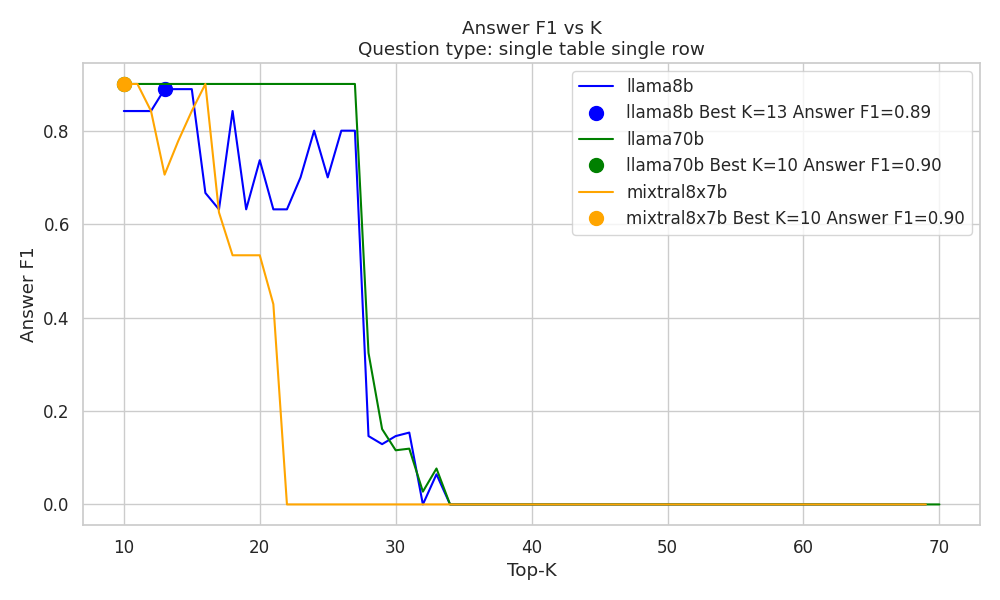 Answer F1 vs K
Question type: single table single row
llama8b
llama8b Best K=13 Answer F1=0.89
llama70b
llama70b Best K=10 Answer F1=0.90
mixtral8x7b
mixtral8x7b Best K=10 Answer F1=0.90
Answer F1
0.8
0.6
0.4
0.2
0.0
10 20 30 40 50 60 70
Top-K